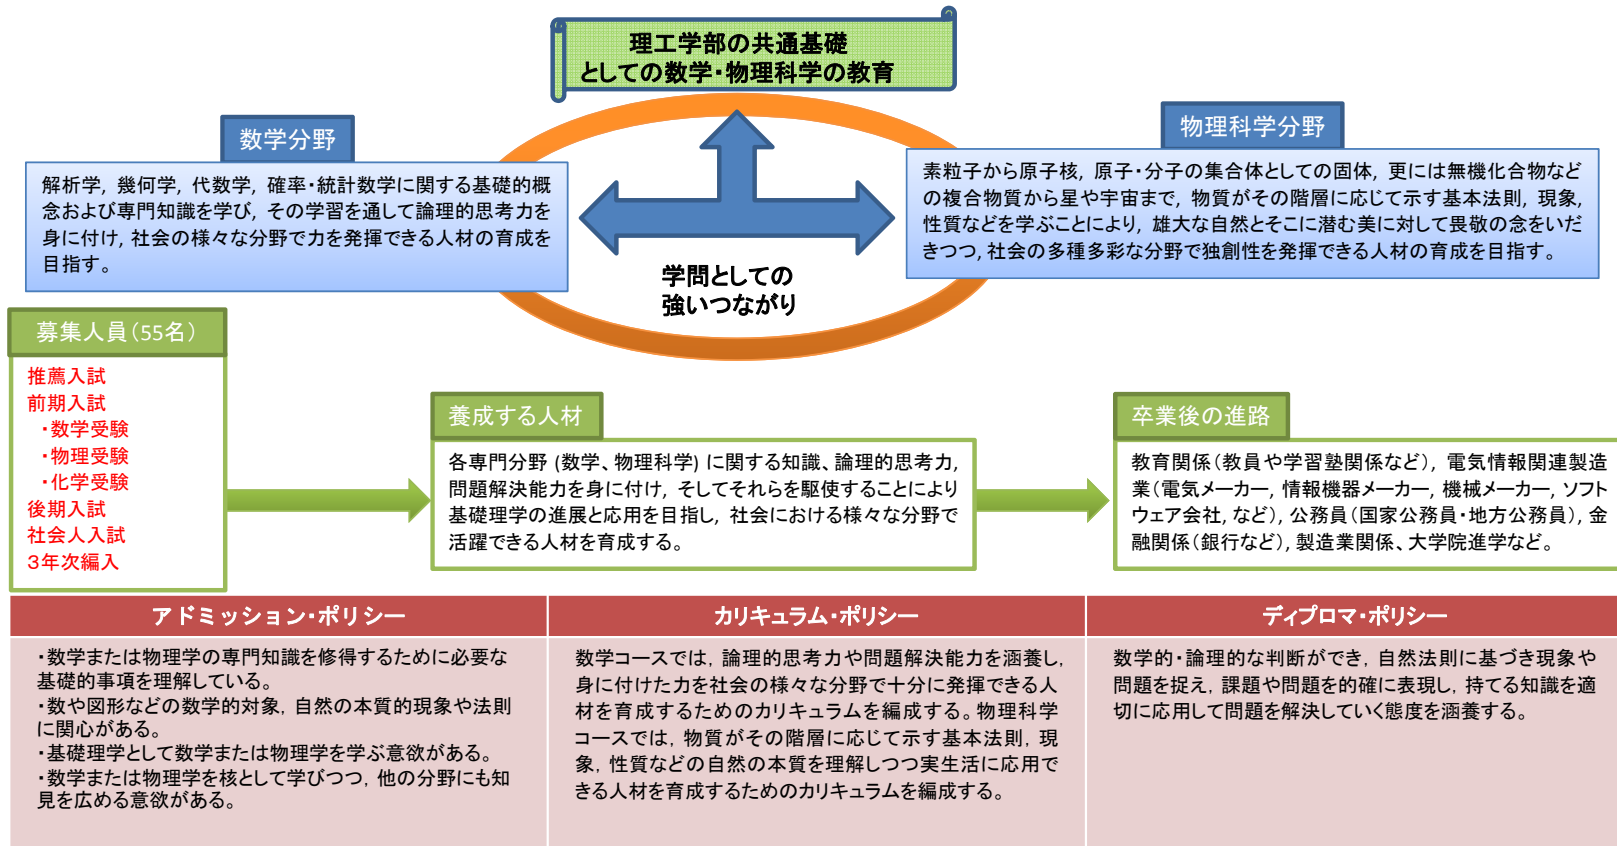 理工学部の共通基礎
としての数学・物理科学の教育
数学分野
解析学，幾何学，代数学，確率・統計数学に関する基礎的概
念および専門知識を学び，その学習を通して論理的思考力を
身に付け，社会の様々な分野で力を発揮できる人材の育成を
目指す。
物理科学分野
素粒子から原子核，原子・分子の集合体としての固体，更には無機化合物など
の複合物質から星や宇宙まで，物質がその階層に応じて示す基本法則，現象，
性質などを学ぶことにより，雄大な自然とそこに潜む美に対して畏敬の念をいだ
きつつ，社会の多種多彩な分野で独創性を発揮できる人材の育成を目指す。
学問としての
強いつながり
募集人員（55名）
推薦入試
前期入試
・数学受験
・物理受験
・化学受験
後期入試
社会人入試
３年次編入
養成する人材
各専門分野 (数学、物理科学) に関する知識、論理的思考力，
問題解決能力を身に付け，そしてそれらを駆使することにより
基礎理学の進展と応用を目指し，社会における様々な分野で
活躍できる人材を育成する。
卒業後の進路
教育関係（教員や学習塾関係など），電気情報関連製造
業（電気メーカー，情報機器メーカー，機械メーカー，ソフト
ウェア会社，など），公務員（国家公務員・地方公務員），金
融関係（銀行など），製造業関係、大学院進学など。
アドミッション・ポリシー
・数学または物理学の専門知識を修得するために必要な
基礎的事項を理解している。
・数や図形などの数学的対象，自然の本質的現象や法則
に関心がある。
・基礎理学として数学または物理学を学ぶ意欲がある。
・数学または物理学を核として学びつつ，他の分野にも知
見を広める意欲がある。
カリキュラム・ポリシー
数学コースでは，論理的思考力や問題解決能力を涵養し，
身に付けた力を社会の様々な分野で十分に発揮できる人
材を育成するためのカリキュラムを編成する。物理科学
コースでは，物質がその階層に応じて示す基本法則，現
象，性質などの自然の本質を理解しつつ実生活に応用で
きる人材を育成するためのカリキュラムを編成する。
ディプロマ・ポリシー
数学的・論理的な判断ができ，自然法則に基づき現象や
問題を捉え，課題や問題を的確に表現し，持てる知識を適
切に応用して問題を解決していく態度を涵養する。